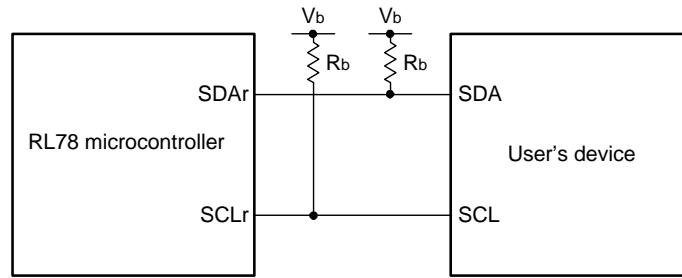 Vb Vb
Rb Rb
SDAr SDA
RL78 microcontroller User's device
SCLr SCL